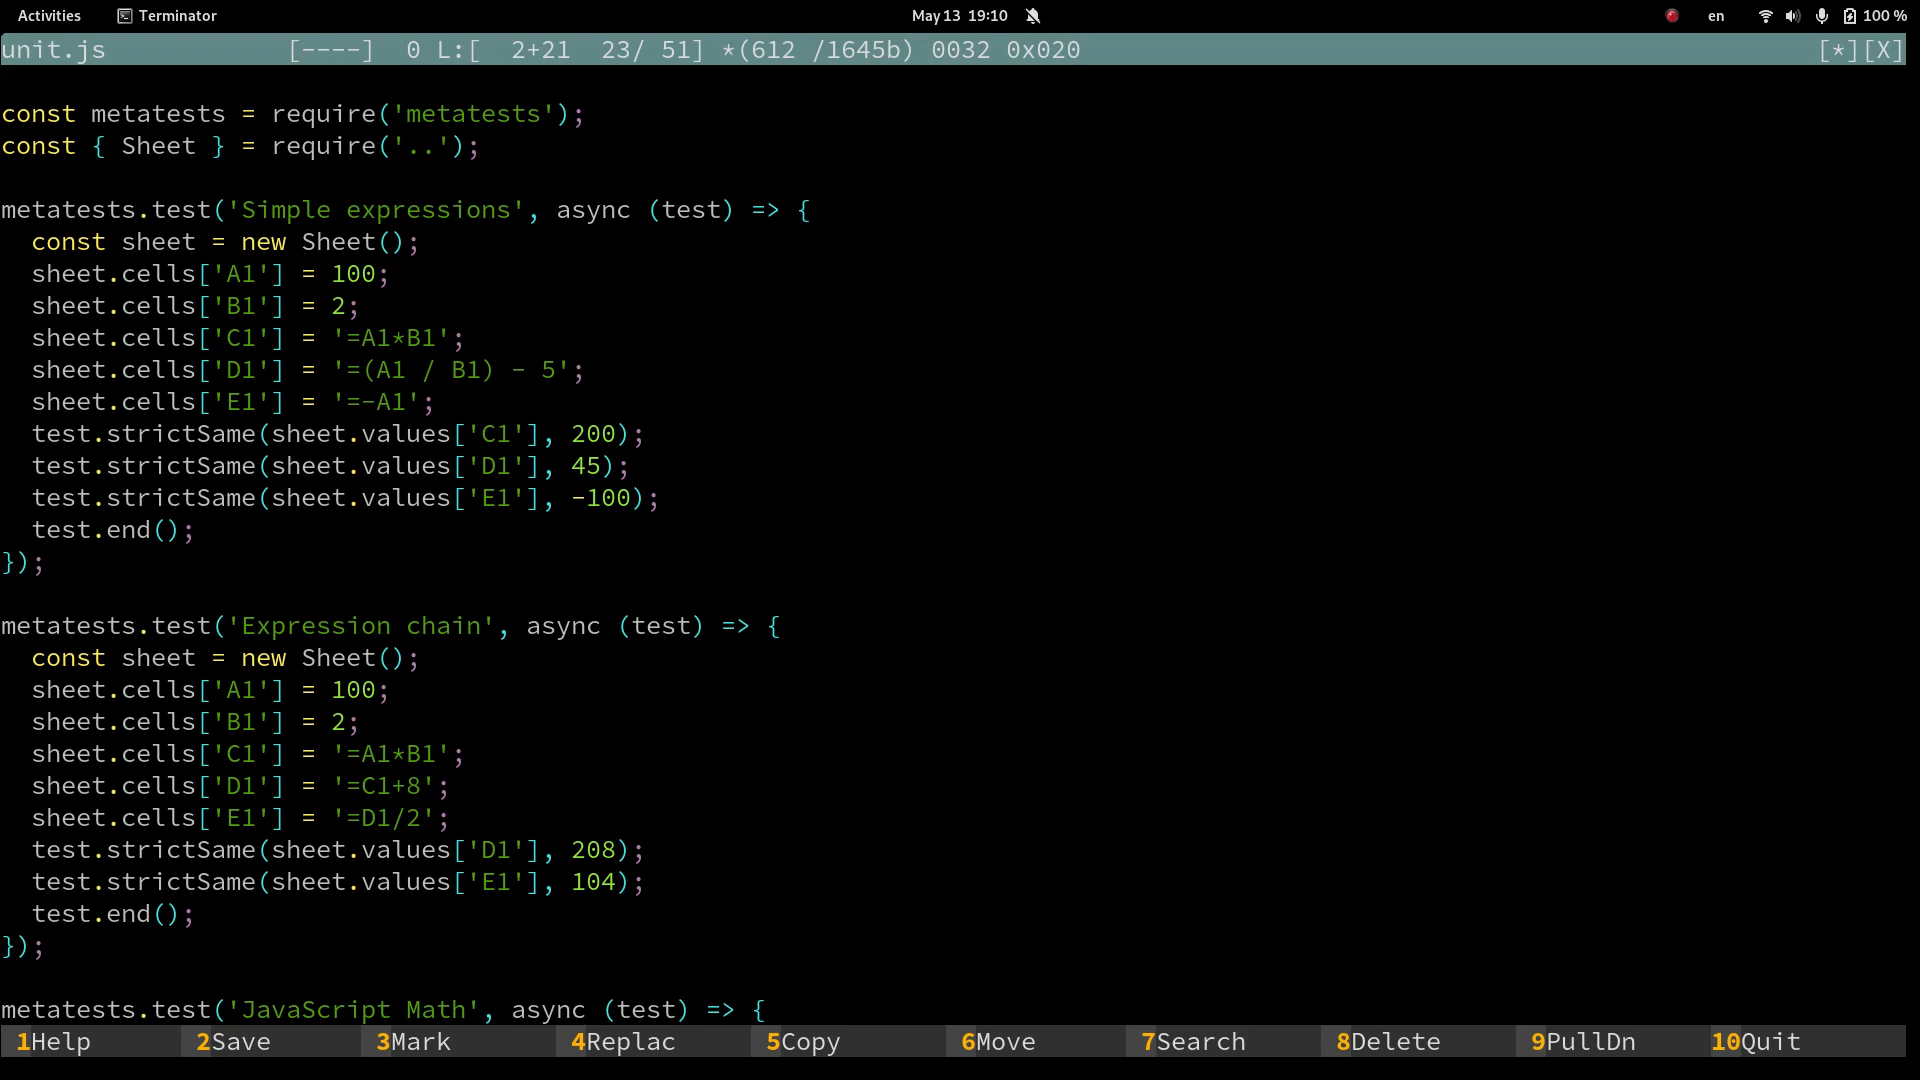 Activities Terminator May 13 19:10 en 100 %
unit.js [----] 0 L:[ 2+21 23/ 51] *(612 /1645b) 0032 0x020 [*][X]
const metatests = require('metatests');
const { Sheet } = require('..');
metatests.test('Simple expressions', async (test) => {
  const sheet = new Sheet();
  sheet.cells['A1'] = 100;
  sheet.cells['B1'] = 2;
  sheet.cells['C1'] = '=A1*B1';
  sheet.cells['D1'] = '=(A1 / B1) - 5';
  sheet.cells['E1'] = '=-A1';
  test.strictSame(sheet.values['C1'], 200);
  test.strictSame(sheet.values['D1'], 45);
  test.strictSame(sheet.values['E1'], -100);
  test.end();
});
metatests.test('Expression chain', async (test) => {
  const sheet = new Sheet();
  sheet.cells['A1'] = 100;
  sheet.cells['B1'] = 2;
  sheet.cells['C1'] = '=A1*B1';
  sheet.cells['D1'] = '=C1+8';
  sheet.cells['E1'] = '=D1/2';
  test.strictSame(sheet.values['D1'], 208);
  test.strictSame(sheet.values['E1'], 104);
  test.end();
});
metatests.test('JavaScript Math', async (test) => {
1Help 2Save 3Mark 4Replac 5Copy 6Move 7Search 8Delete 9PullDn 10Quit